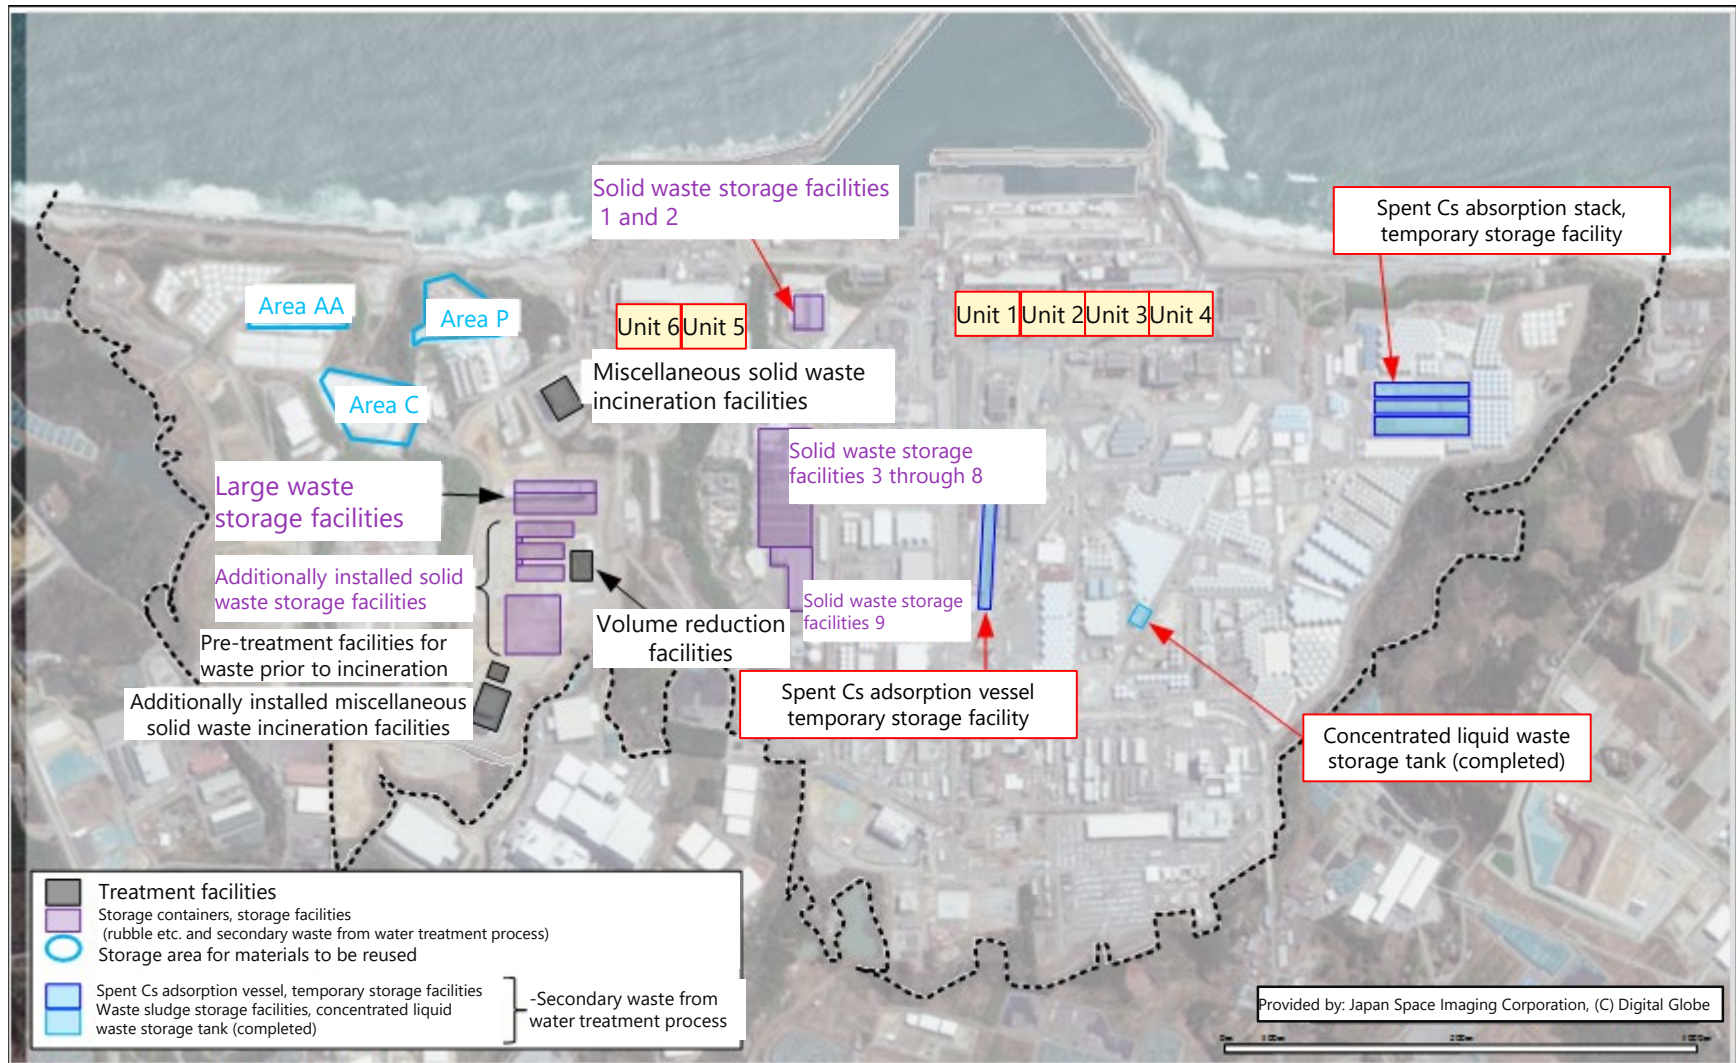 Solid waste storage facilities
1 and 2
Spent Cs absorption stack,
temporary storage facility
Area AA
Area P
Unit 6
Unit 5
Unit 1
Unit 2
Unit 3
Unit 4
Miscellaneous solid waste
incineration facilities
Area C
Solid waste storage
facilities 3 through 8
Large waste
storage facilities
Additionally installed solid
waste storage facilities
Solid waste storage
facilities 9
Volume reduction
facilities
Pre-treatment facilities for
waste prior to incineration
Additionally installed miscellaneous
solid waste incineration facilities
Spent Cs adsorption vessel
temporary storage facility
Concentrated liquid waste
storage tank (completed)
Treatment facilities
Storage containers, storage facilities
(rubble etc. and secondary waste from water treatment process)
Storage area for materials to be reused
Spent Cs adsorption vessel, temporary storage facilities
Waste sludge storage facilities, concentrated liquid
waste storage tank (completed)
-Secondary waste from
water treatment process
Provided by: Japan Space Imaging Corporation, (C) Digital Globe